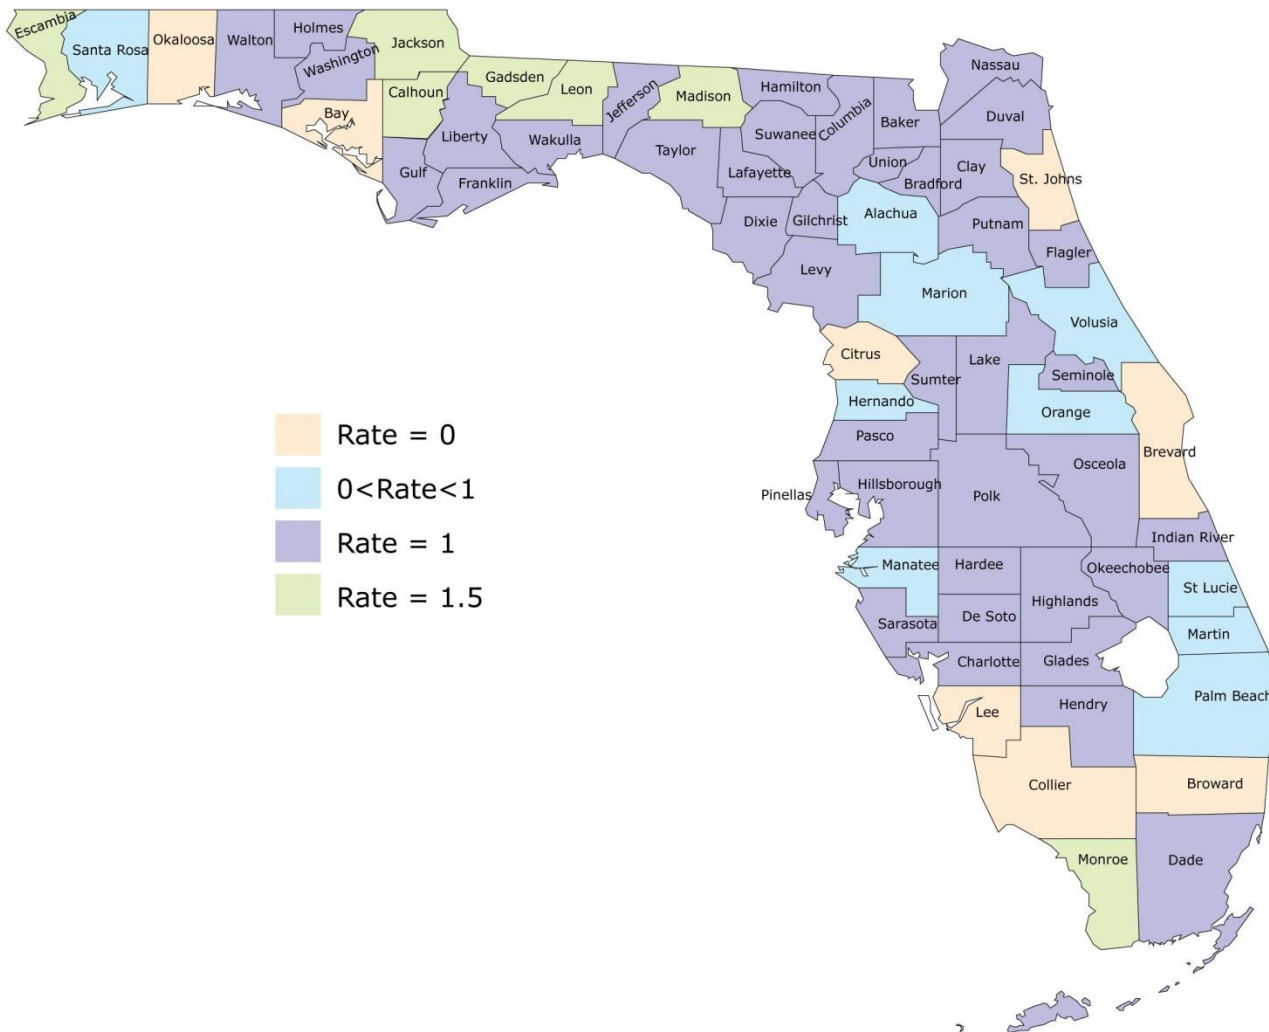 Escambia
Santa Rosa
Okaloosa
Walton
Holmes
Washington
Jackson
Bay
Calhoun
Gadsden
Leon
Liberty
Gulf
Franklin
Wakulla
Jefferson
Madison
Taylor
Hamilton
Suwanee
Lafayette
Columbia
Baker
Nassau
Duval
Union
Bradford
Clay
St. Johns
Dixie
Gilchrist
Alachua
Putnam
Flagler
Levy
Marion
Volusia
Citrus
Sumter
Lake
Seminole
Hernando
Orange
Pasco
Brevard
Osceola
Pinellas
Hillsborough
Polk
Indian River
Manatee
Hardee
Okeechobee
St Lucie
Highlands
Sarasota
De Soto
Martin
Charlotte
Glades
Palm Beach
Lee
Hendry
Collier
Broward
Monroe
Dade
Rate = 0
0<Rate<1
Rate = 1
Rate = 1.5